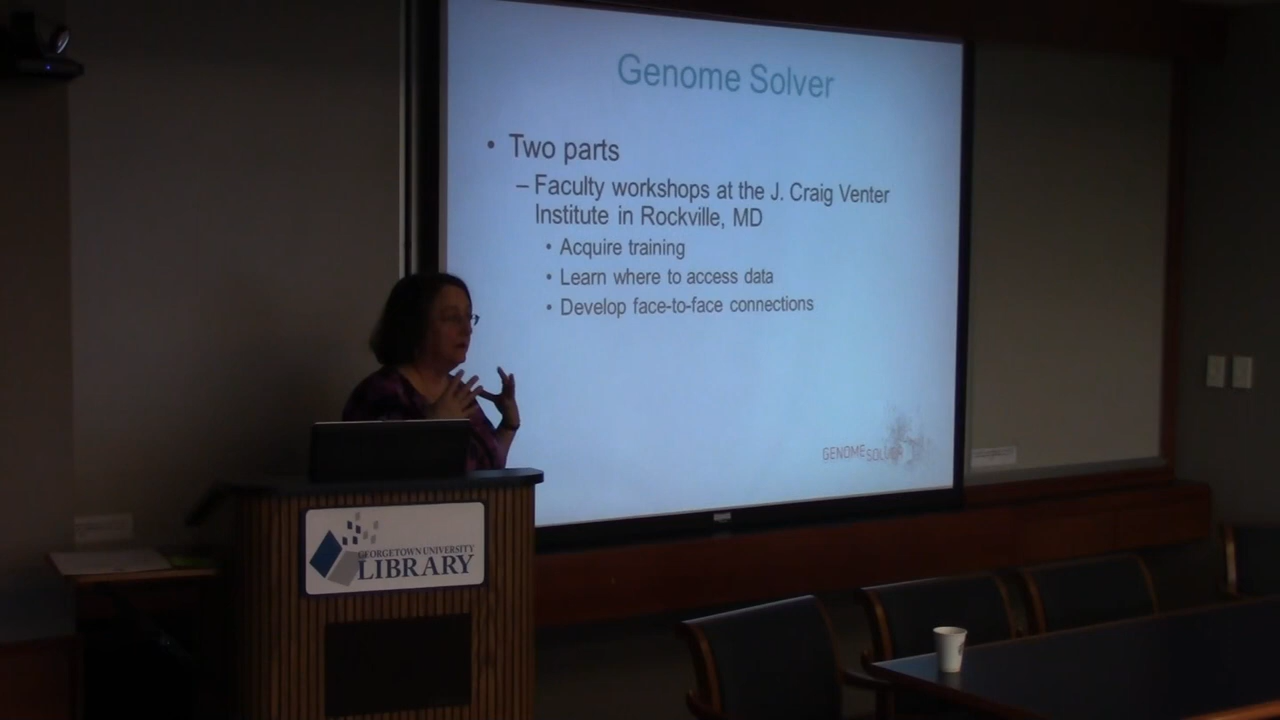 Genome Solver
• Two parts
– Faculty workshops at the J. Craig Venter
Institute in Rockville, MD
• Acquire training
• Learn where to access data
• Develop face-to-face connections
GENOME SOLVER
GEORGETOWN UNIVERSITY
LIBRARY